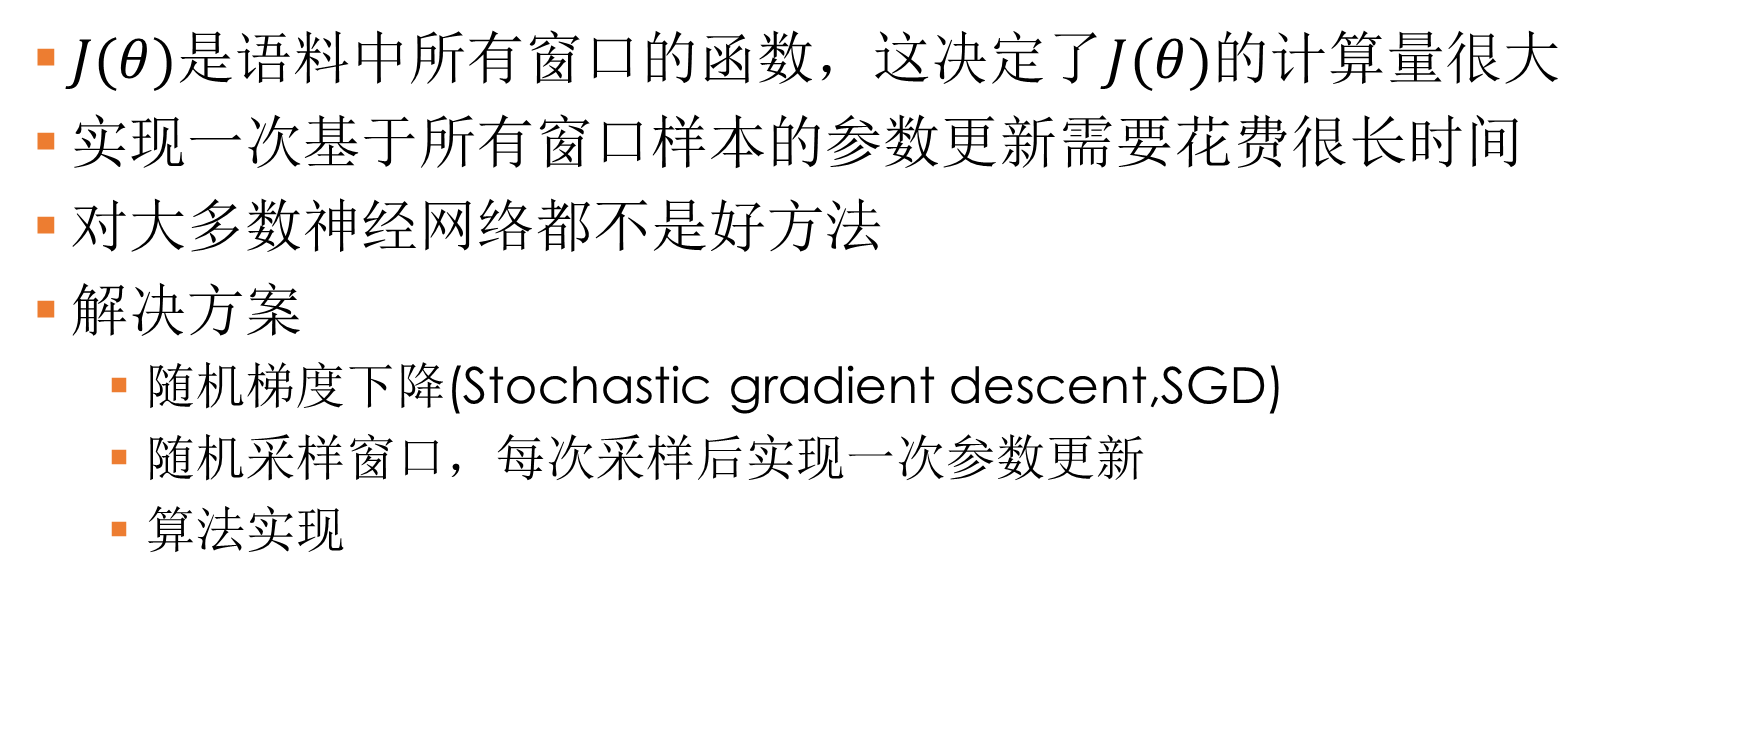 J(θ)是语料中所有窗口的函数，这决定了J(θ)的计算量很大
实现一次基于所有窗口样本的参数更新需要花费很长时间
对大多数神经网络都不是好方法
解决方案
随机梯度下降(Stochastic gradient descent,SGD)
随机采样窗口，每次采样后实现一次参数更新
算法实现